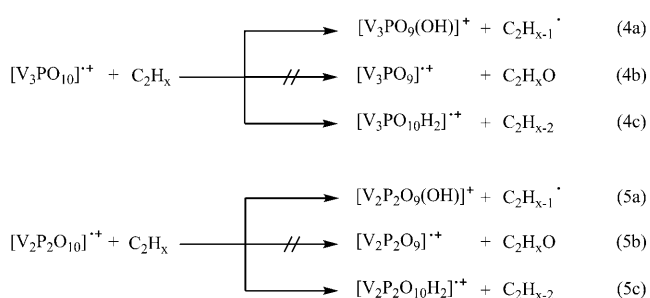 [V₃PO₉(OH)]⁺ + C₂Hₓ₋₁• (4a)
[V₃PO₁₀]•⁺ + C₂Hₓ [V₃PO₉]•⁺ + C₂HₓO (4b)
[V₃PO₁₀H₂]•⁺ + C₂Hₓ₋₂ (4c)
[V₂P₂O₉(OH)]⁺ + C₂Hₓ₋₁• (5a)
[V₂P₂O₁₀]•⁺ + C₂Hₓ [V₂P₂O₉]•⁺ + C₂HₓO (5b)
[V₂P₂O₁₀H₂]•⁺ + C₂Hₓ₋₂ (5c)